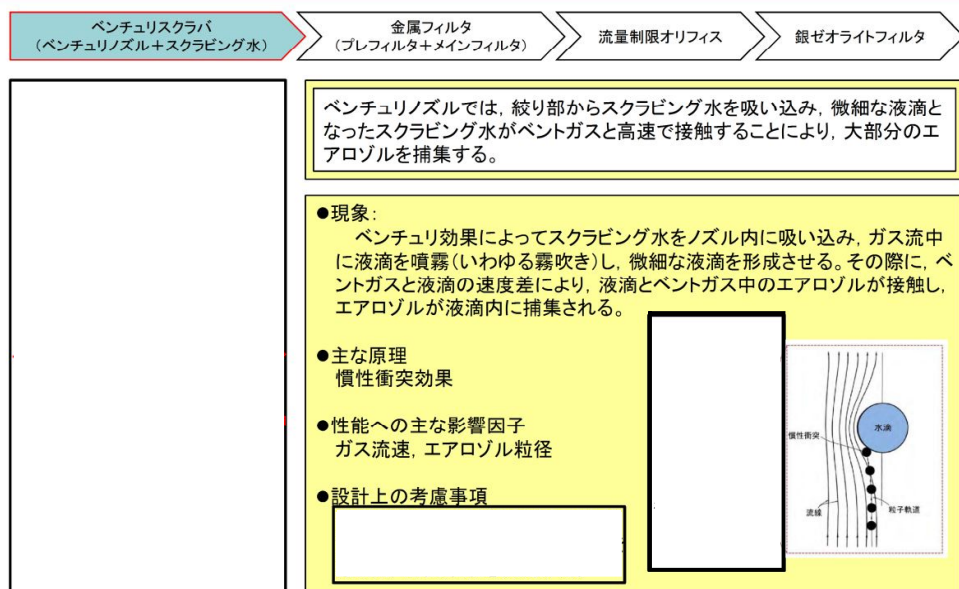 ベンチュリスクラバ
(ベンチュリノズル+スクラビング水)
金属フィルタ
(プレフィルタ+メインフィルタ)
流量制限オリフィス
銀ゼオライトフィルタ
ベンチュリノズルでは, 絞り部からスクラビング水を吸い込み, 微細な液滴と
なったスクラビング水がベントガスと高速で接触することにより, 大部分のエ
アロゾルを捕集する。
●現象:
ベンチュリ効果によってスクラビング水をノズル内に吸い込み, ガス流中
に液滴を噴霧(いわゆる霧吹き)し, 微細な液滴を形成させる。その際に, ベ
ントガスと液滴の速度差により, 液滴とベントガス中のエアロゾルが接触し,
エアロゾルが液滴内に捕集される。
●主な原理
慣性衝突効果
●性能への主な影響因子
ガス流速, エアロゾル粒径
●設計上の考慮事項
水滴
慣性衝突
流線
粒子軌道